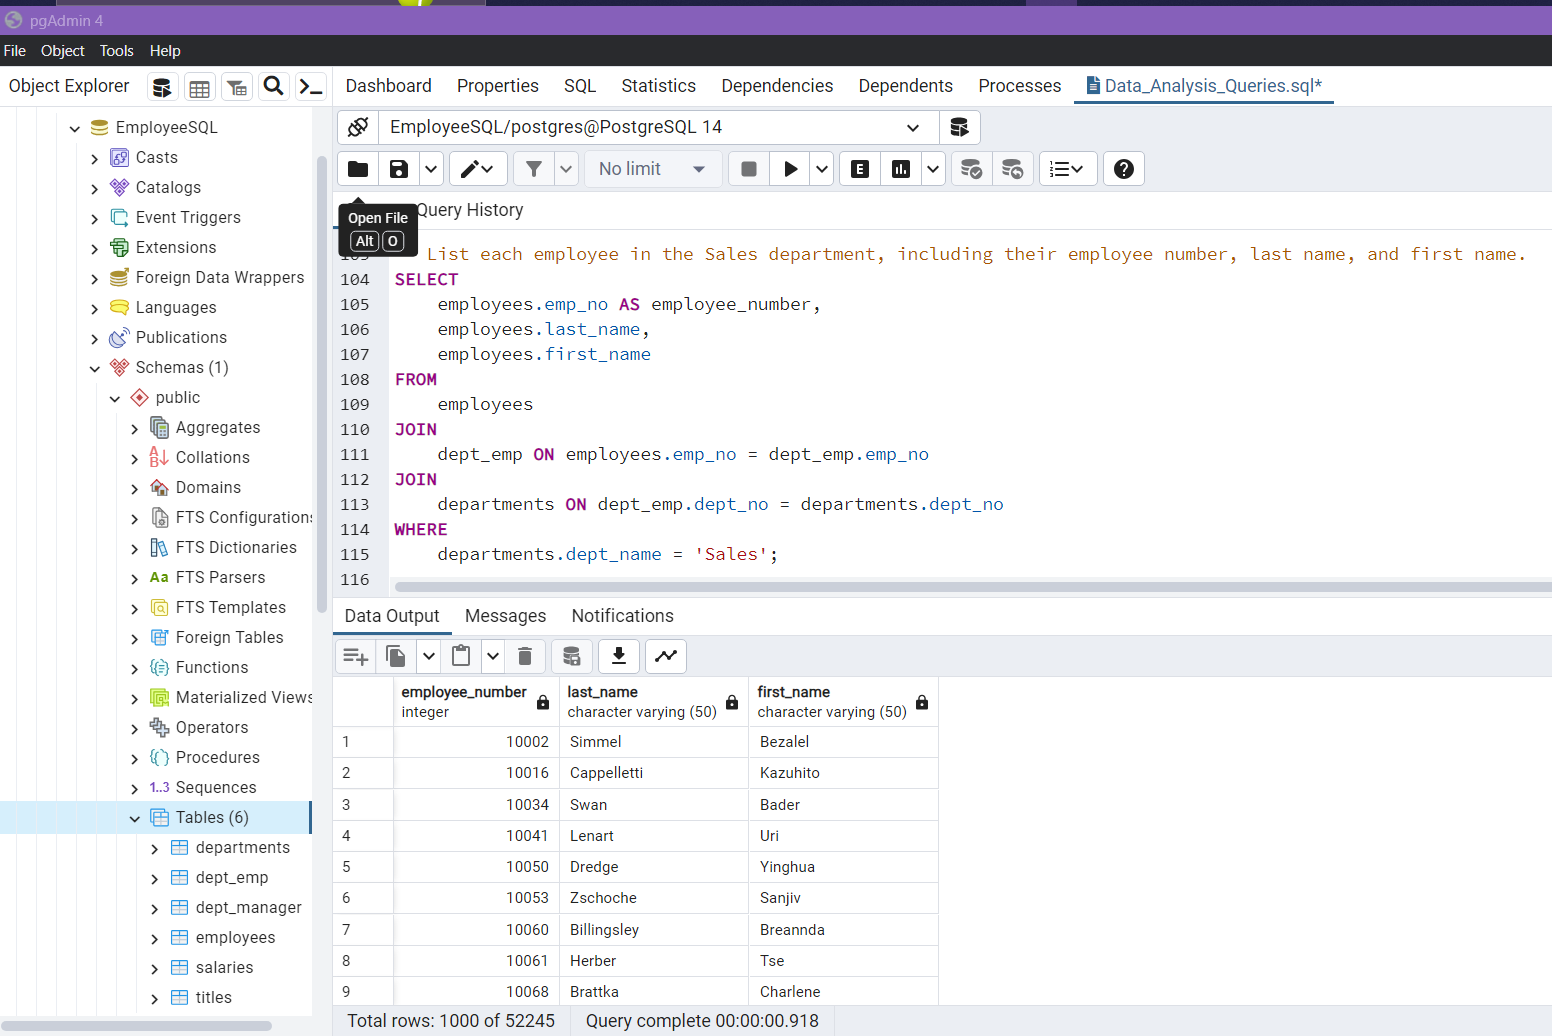 pgAdmin 4
File Object Tools Help
Object Explorer
Dashboard Properties SQL Statistics Dependencies Dependents Processes Data_Analysis_Queries.sql*
EmployeeSQL
Casts
Catalogs
Event Triggers
Extensions
Foreign Data Wrappers
Languages
Publications
Schemas (1)
public
Aggregates
Collations
Domains
FTS Configurations
FTS Dictionaries
Aa FTS Parsers
FTS Templates
Foreign Tables
Functions
Materialized Views
Operators
Procedures
1..3 Sequences
Tables (6)
departments
dept_emp
dept_manager
employees
salaries
titles
EmployeeSQL/postgres@PostgreSQL 14
No limit
E
Open File
Alt O
Query History
List each employee in the Sales department, including their employee number, last name, and first name.
104 SELECT
105 employees.emp_no AS employee_number,
106 employees.last_name,
107 employees.first_name
108 FROM
109 employees
110 JOIN
111 dept_emp ON employees.emp_no = dept_emp.emp_no
112 JOIN
113 departments ON dept_emp.dept_no = departments.dept_no
114 WHERE
115 departments.dept_name = 'Sales';
116
Data Output Messages Notifications
employee_number last_name first_name
integer character varying (50) character varying (50)
1 10002 Simmel Bezalel
2 10016 Cappelletti Kazuhito
3 10034 Swan Bader
4 10041 Lenart Uri
5 10050 Dredge Yinghua
6 10053 Zschoche Sanjiv
7 10060 Billingsley Breannda
8 10061 Herber Tse
9 10068 Brattka Charlene
Total rows: 1000 of 52245 Query complete 00:00:00.918